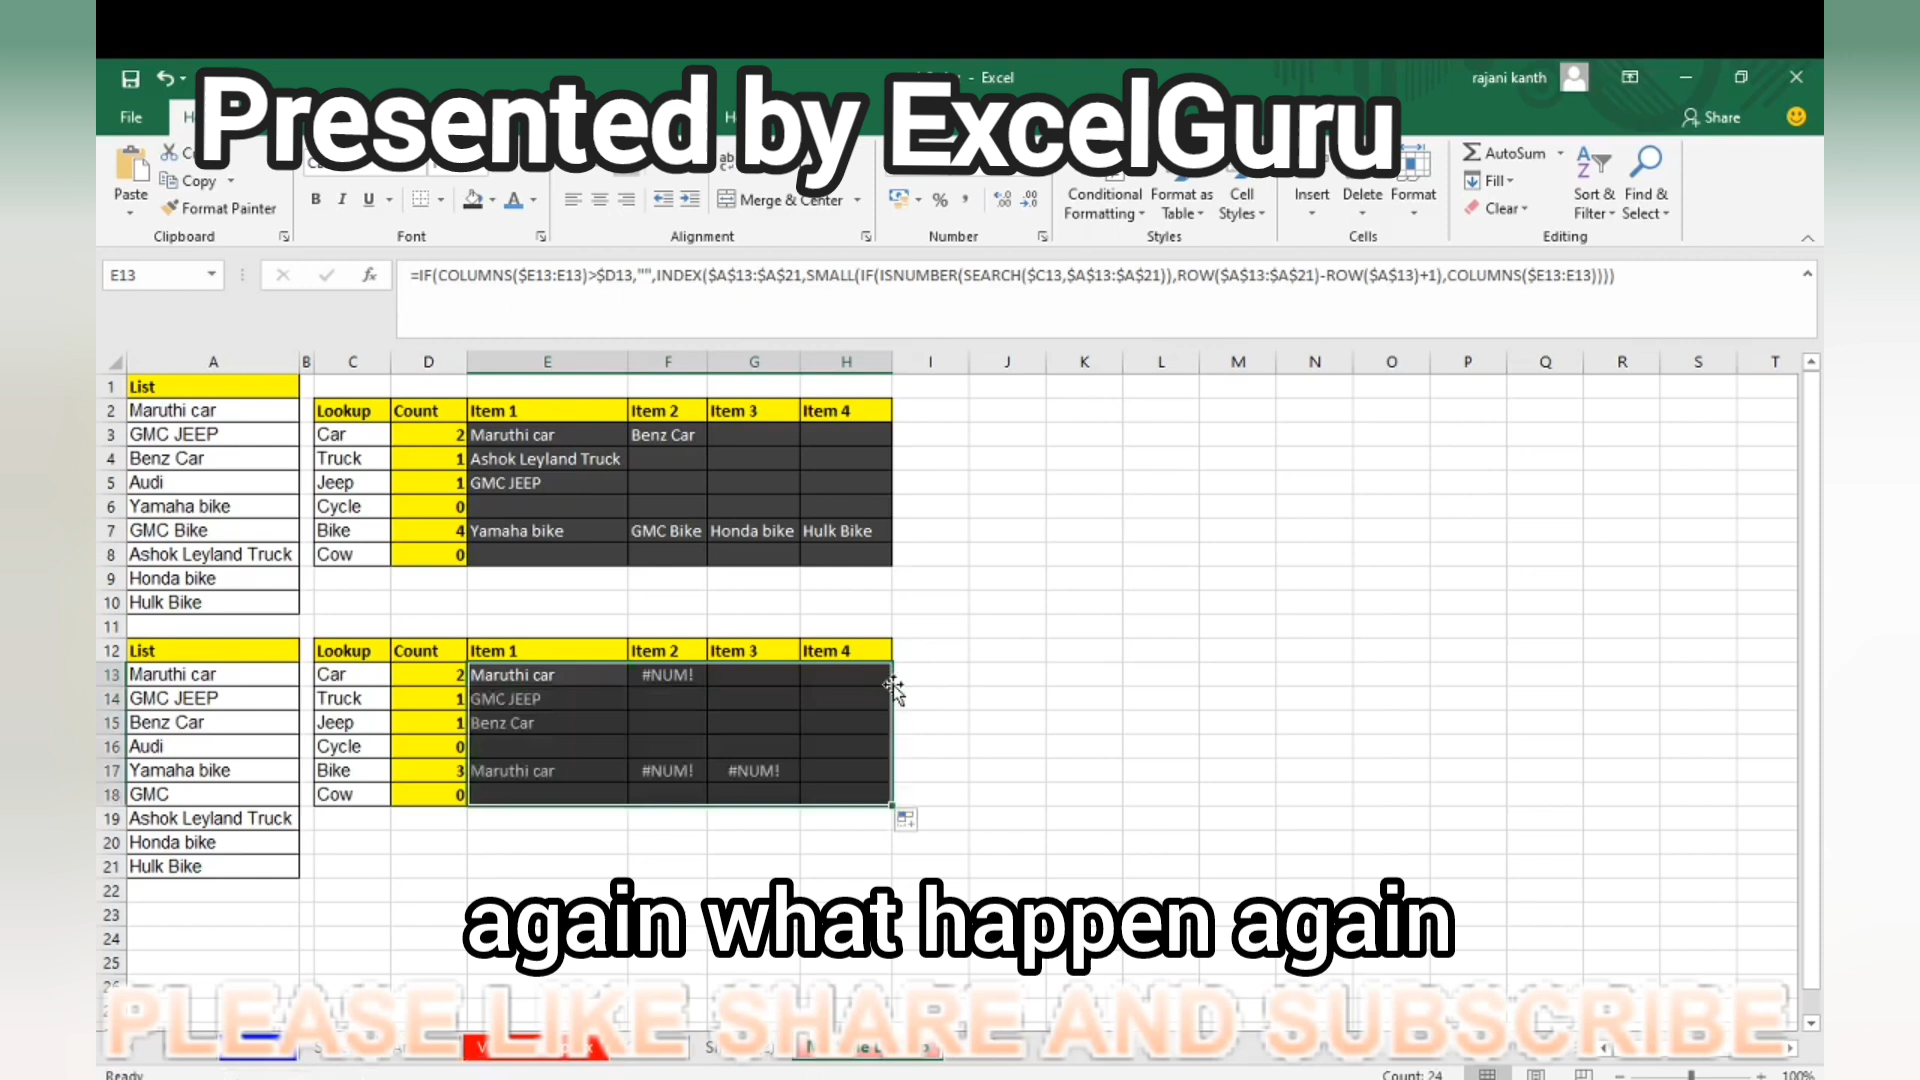 Presented by ExcelGuru
- Excel
rajani kanth
File
Share
Paste
Copy
Format Painter
Clipboard
B I U
Font
Merge & Center
Alignment
%
Number
Conditional Formatting
Format as Table
Cell Styles
Styles
Insert
Delete
Format
Cells
AutoSum
Fill
Clear
Sort & Filter
Find & Select
Editing
E13
fx
=IF(COLUMNS($E13:E13)>$D13,"",INDEX($A$13:$A$21,SMALL(IF(ISNUMBER(SEARCH($C13,$A$13:$A$21)),ROW($A$13:$A$21)-ROW($A$13)+1),COLUMNS($E13:E13))))
A B C D E F G H I J K L M N O P Q R S T
1 List
2 Maruthi car Lookup Count Item 1 Item 2 Item 3 Item 4
3 GMC JEEP Car 2 Maruthi car Benz Car
4 Benz Car Truck 1 Ashok Leyland Truck
5 Audi Jeep 1 GMC JEEP
6 Yamaha bike Cycle 0
7 GMC Bike Bike 4 Yamaha bike GMC Bike Honda bike Hulk Bike
8 Ashok Leyland Truck Cow 0
9 Honda bike
10 Hulk Bike
11
12 List Lookup Count Item 1 Item 2 Item 3 Item 4
13 Maruthi car Car 2 Maruthi car #NUM!
14 GMC JEEP Truck 1 GMC JEEP
15 Benz Car Jeep 1 Benz Car
16 Audi Cycle 0
17 Yamaha bike Bike 3 Maruthi car #NUM! #NUM!
18 GMC Cow 0
19 Ashok Leyland Truck
20 Honda bike
21 Hulk Bike
22
23
24
25
again what happen again
PLEASE LIKE SHARE AND SUBSCRIBE
Ready
Count: 24
100%